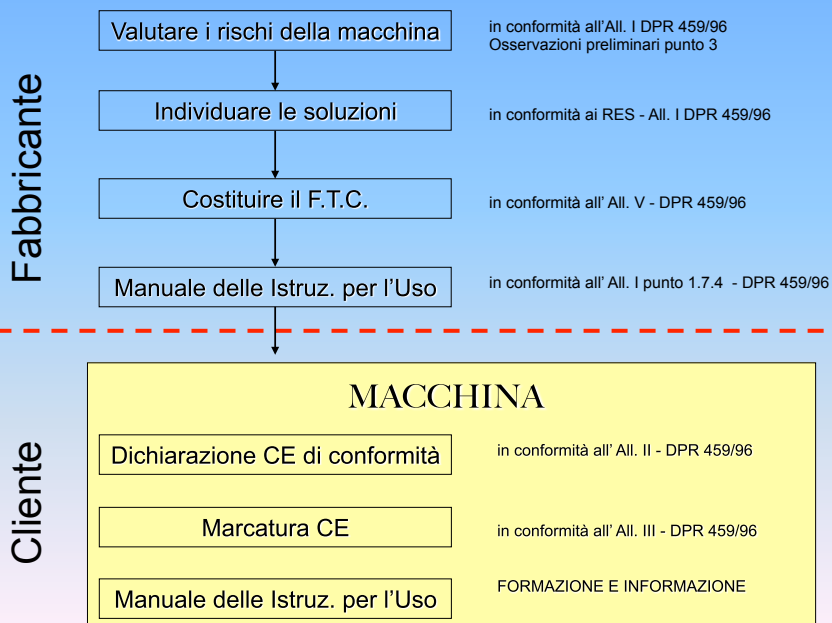 Fabbricante
Valutare i rischi della macchina
in conformità all'All. I DPR 459/96
Osservazioni preliminari punto 3
Individuare le soluzioni
in conformità ai RES - All. I DPR 459/96
Costituire il F.T.C.
in conformità all' All. V - DPR 459/96
Manuale delle Istruz. per l'Uso
in conformità all' All. I punto 1.7.4 - DPR 459/96
Cliente
MACCHINA
Dichiarazione CE di conformità
in conformità all' All. II - DPR 459/96
Marcatura CE
in conformità all' All. III - DPR 459/96
Manuale delle Istruz. per l'Uso
FORMAZIONE E INFORMAZIONE